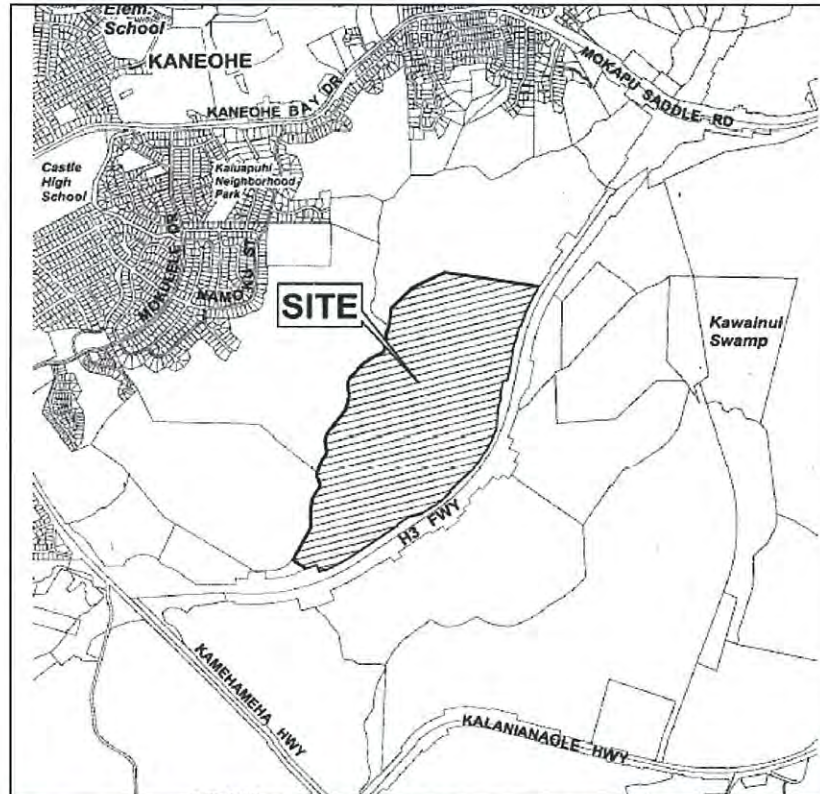 Elem.
School
KANEOHE
KANEOHE BAY DR
MOKAPU SADDLE RD
Castle
High
School
Kaluapuhi
Neighborhood
Park
MOKULELE DR
NAMOKU ST
SITE
Kawainui
Swamp
H3 FWY
KAMEHAMEHA HWY
KALANIANAOLE HWY